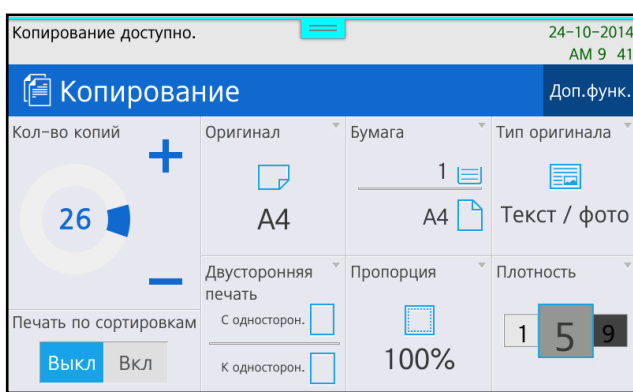 Копирование доступно.
24-10-2014
AM 9 41
Копирование
Доп.функ.
Кол-во копий
26
Оригинал
A4
Бумага
1
A4
Тип оригинала
Текст / фото
Печать по сортировкам
Выкл Вкл
Двусторонняя
печать
С односторон.
К односторон.
Пропорция
100%
Плотность
1 5 9